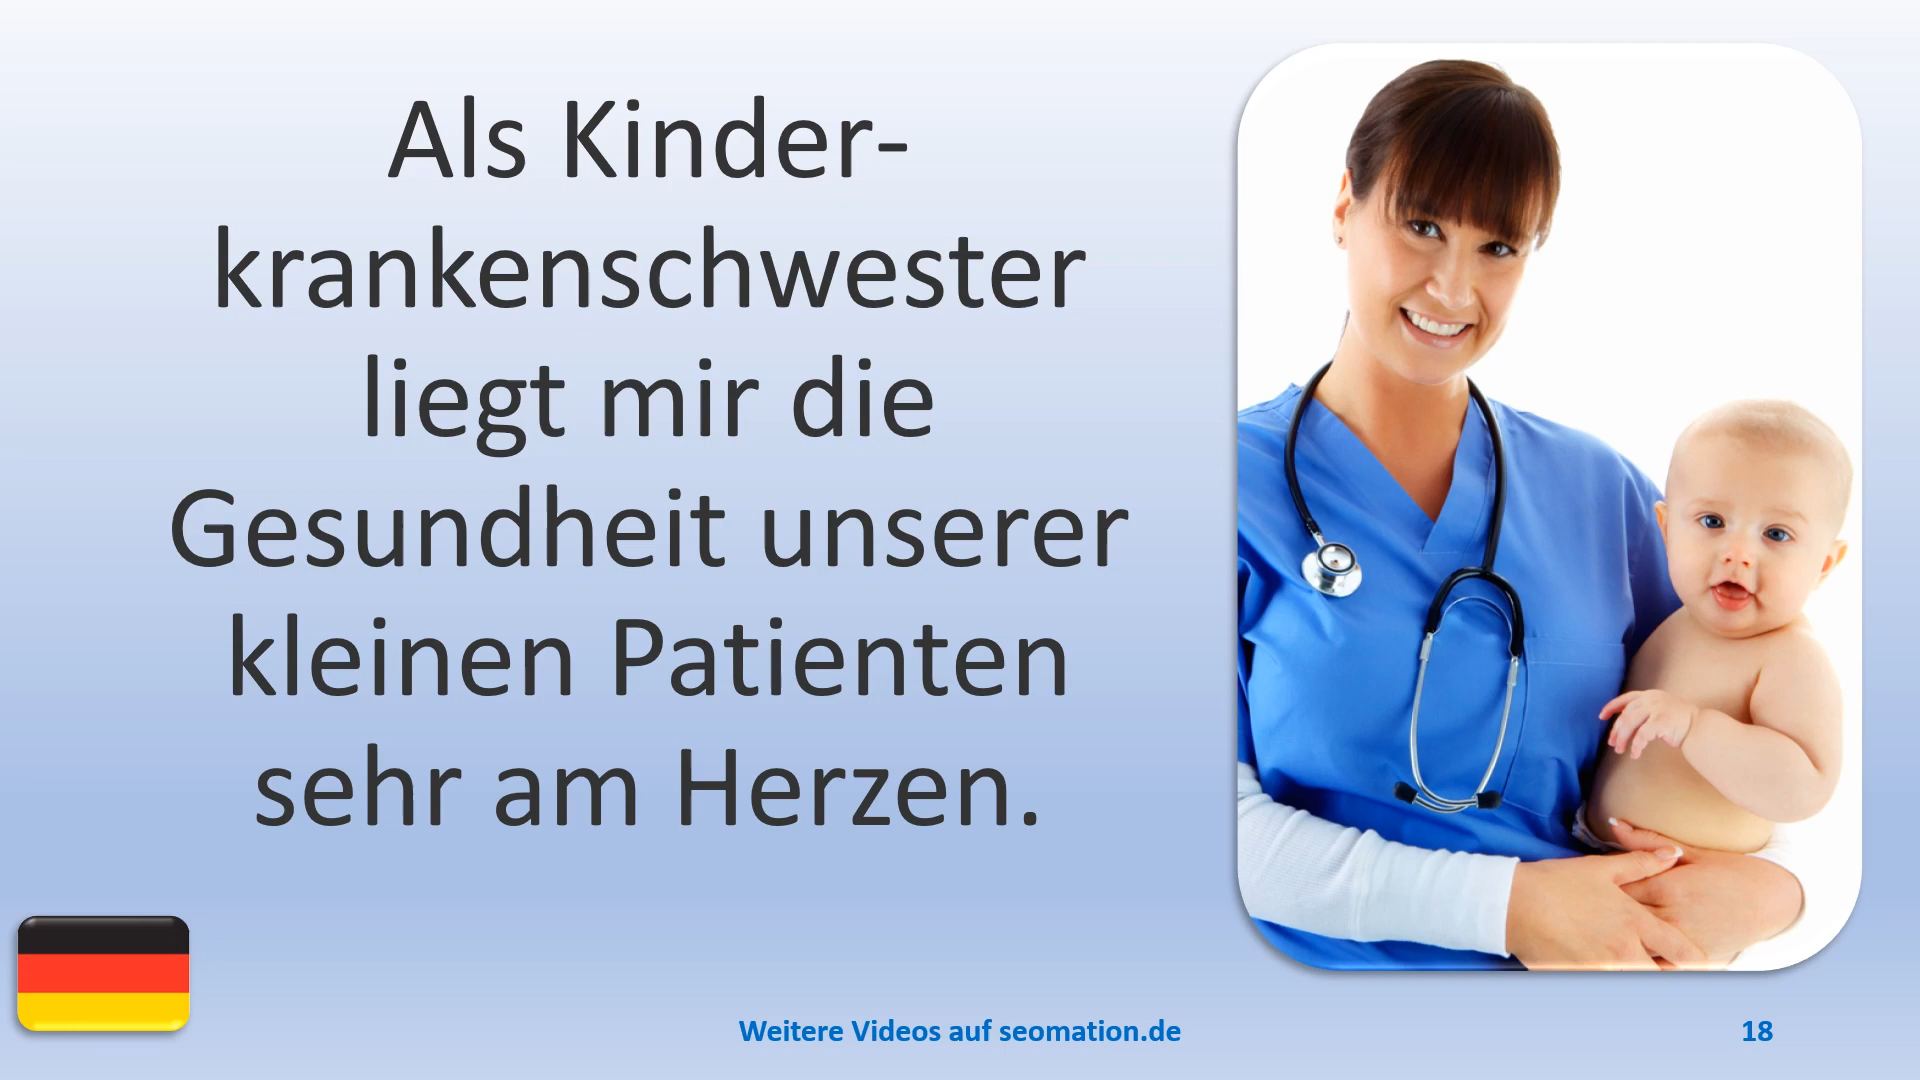 Als Kinder-
krankenschwester
liegt mir die
Gesundheit unserer
kleinen Patienten
sehr am Herzen.
Weitere Videos auf seomation.de
18